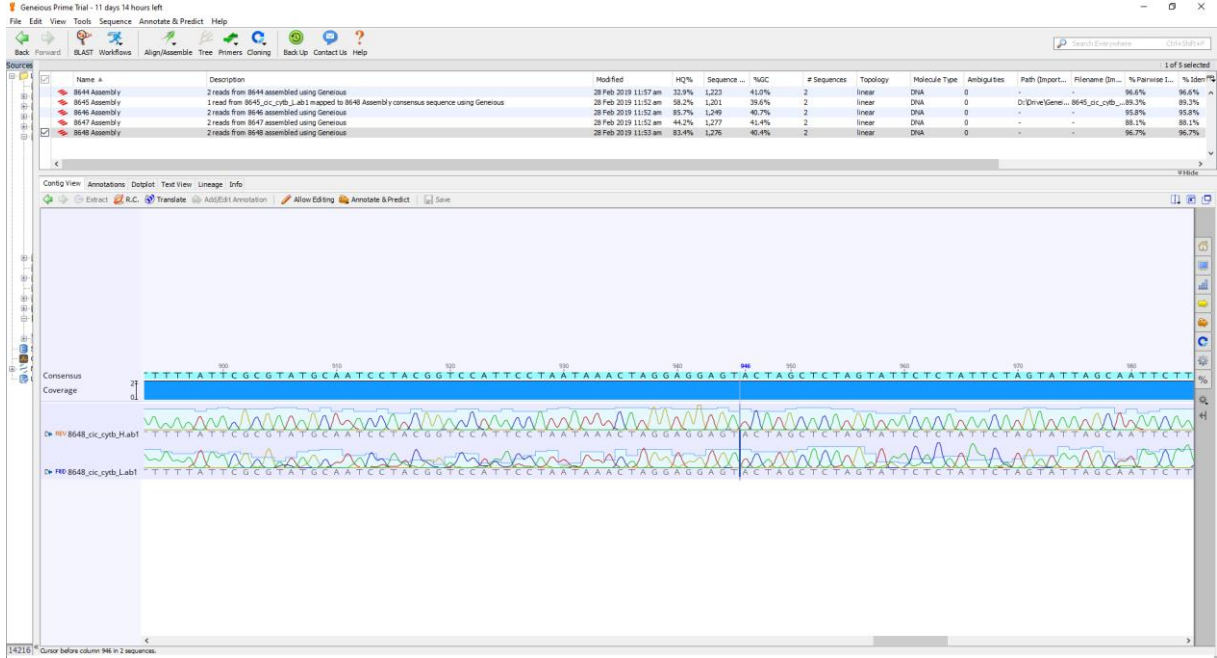 Geneious Prime Trial - 11 days 14 hours left
File Edit View Tools Sequence Annotate & Predict Help
Back Forward BLAST Workflows Align/Assemble Tree Primers Cloning Back Up Contact Us Help
Search Everywhere Ctrl+Shift+F
Sources
1 of 5 selected
Name Description Modified HQ% Sequence ... %GC # Sequences Topology Molecule Type Ambiguities Path (Import... Filename (Im... % Pairwise I... % Iden
8644 Assembly 2 reads from 8644 assembled using Geneious 28 Feb 2019 11:57 am 32.9% 1,223 41.0% 2 linear DNA 0 - - 96.6% 96.6%
8645 Assembly 1 read from 8645_cic_cytb_L.ab1 mapped to 8648 Assembly consensus sequence using Geneious 28 Feb 2019 11:52 am 58.2% 1,201 39.6% 2 linear DNA 0 D:\Drive\Genei... 8645_cic_cytb_... 89.3% 89.3%
8646 Assembly 2 reads from 8646 assembled using Geneious 28 Feb 2019 11:52 am 85.7% 1,249 40.7% 2 linear DNA 0 - - 95.8% 95.8%
8647 Assembly 2 reads from 8647 assembled using Geneious 28 Feb 2019 11:52 am 44.2% 1,277 41.4% 2 linear DNA 0 - - 88.1% 88.1%
8648 Assembly 2 reads from 8648 assembled using Geneious 28 Feb 2019 11:53 am 83.4% 1,276 40.4% 2 linear DNA 0 - - 96.7% 96.7%
Hide
Contig View Annotations Dotplot Text View Lineage Info
Extract R.C. Translate Add/Edit Annotation Allow Editing Annotate & Predict Save
900 910 920 930 940 946 950 960 970 980
Consensus TTTTATTCGCGTATGCAATCCTACGGTCCATTCCTAATAAACTAGGAGGAGTACTAGCTCTAGTATTCTCTATTCTAGTATTAGCAATTCTT
Coverage 2 0
REV 8648_cic_cytb_H.ab1 TTTTATTCGCGTATGCAATCCTACGGTCCATTCCTAATAAACTAGGAGGAGTACTAGCTCTAGTATTCTCTATTCTAGTATTAGCAATTCTT
FWD 8648_cic_cytb_L.ab1 TTTTATTCGCGTATGCAATCCTACGGTCCATTCCTAATAAACTAGGAGGAGTACTAGCTCTAGTATTCTCTATTCTAGTATTAGCAATTCTT
14216 Cursor before column 946 in 2 sequences.